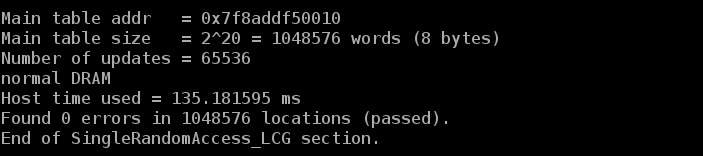 Main table addr   = 0x7f8addf50010
Main table size   = 2^20 = 1048576 words (8 bytes)
Number of updates = 65536
normal DRAM
Host time used = 135.181595 ms
Found 0 errors in 1048576 locations (passed).
End of SingleRandomAccess_LCG section.